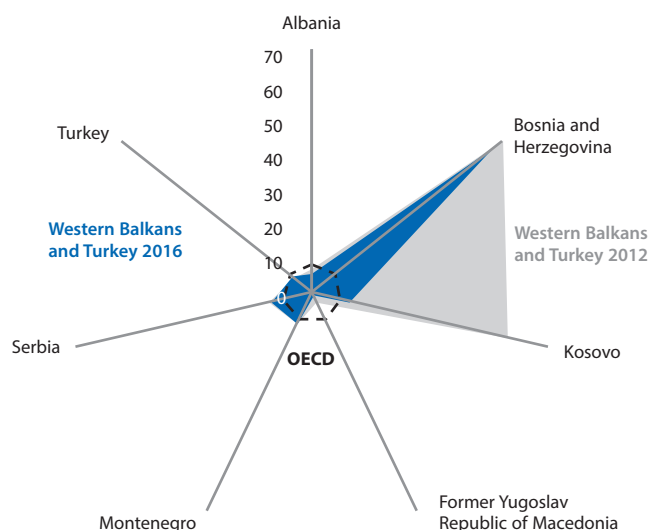 Albania
70
60
50
40
30
20
10
0
Turkey
Bosnia and
Herzegovina
Western Balkans
and Turkey 2016
Western Balkans
and Turkey 2012
Serbia
OECD
Kosovo
Montenegro
Former Yugoslav
Republic of Macedonia